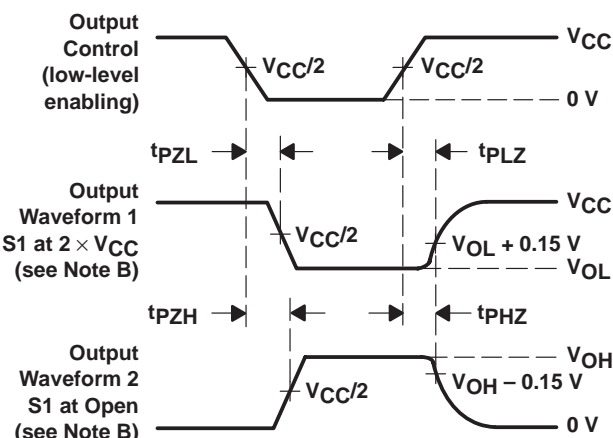 Output
Control
(low-level
enabling)
VCC/2
VCC/2
VCC
0 V
tPZL
tPLZ
Output
Waveform 1
S1 at 2 × VCC
(see Note B)
VCC/2
VCC
VOL + 0.15 V
VOL
tPZH
tPHZ
Output
Waveform 2
S1 at Open
(see Note B)
VCC/2
VOH
VOH − 0.15 V
0 V